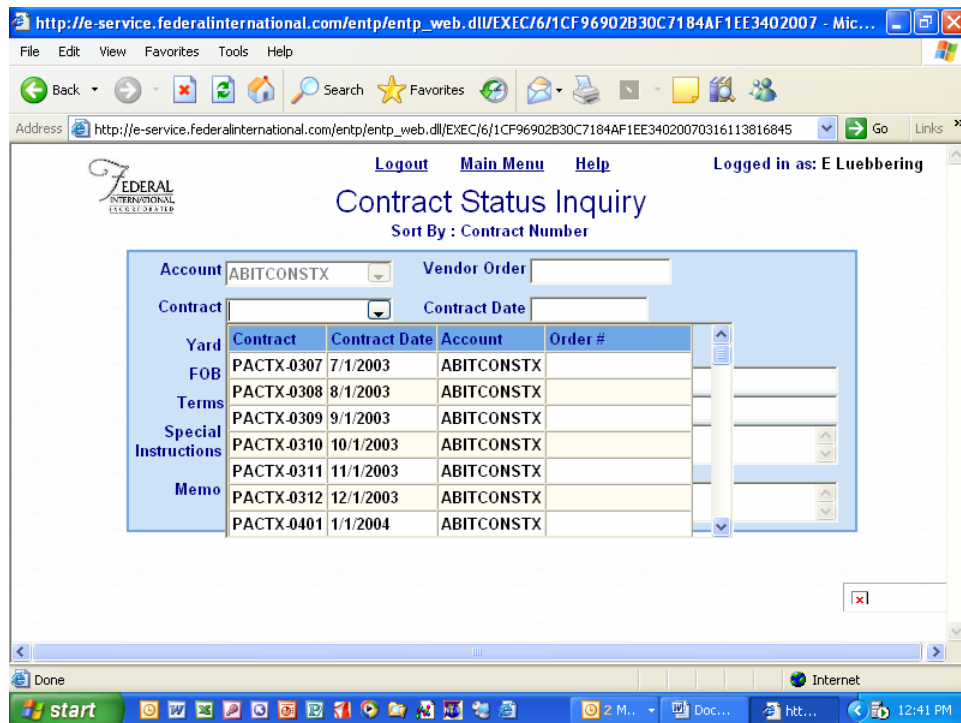 http://e-service.federalinternational.com/entp/entp_web.dll/EXEC/6/1CF96902B30C7184AF1EE3402007 - Mic...
File Edit View Favorites Tools Help
Back Search Favorites
Address http://e-service.federalinternational.com/entp/entp_web.dll/EXEC/6/1CF96902B30C7184AF1EE34020070316113816845 Go Links »
FEDERAL
INTERNATIONAL
INCORPORATED
Logout Main Menu Help Logged in as: E Luebbering
Contract Status Inquiry
Sort By : Contract Number
Account ABITCONSTX Vendor Order
Contract Contract Date
Yard
FOB
Terms
Special
Instructions
Memo
Contract Contract Date Account Order #
PACTX-0307 7/1/2003 ABITCONSTX
PACTX-0308 8/1/2003 ABITCONSTX
PACTX-0309 9/1/2003 ABITCONSTX
PACTX-0310 10/1/2003 ABITCONSTX
PACTX-0311 11/1/2003 ABITCONSTX
PACTX-0312 12/1/2003 ABITCONSTX
PACTX-0401 1/1/2004 ABITCONSTX
Done Internet
start 2 M... Doc... htt... 12:41 PM